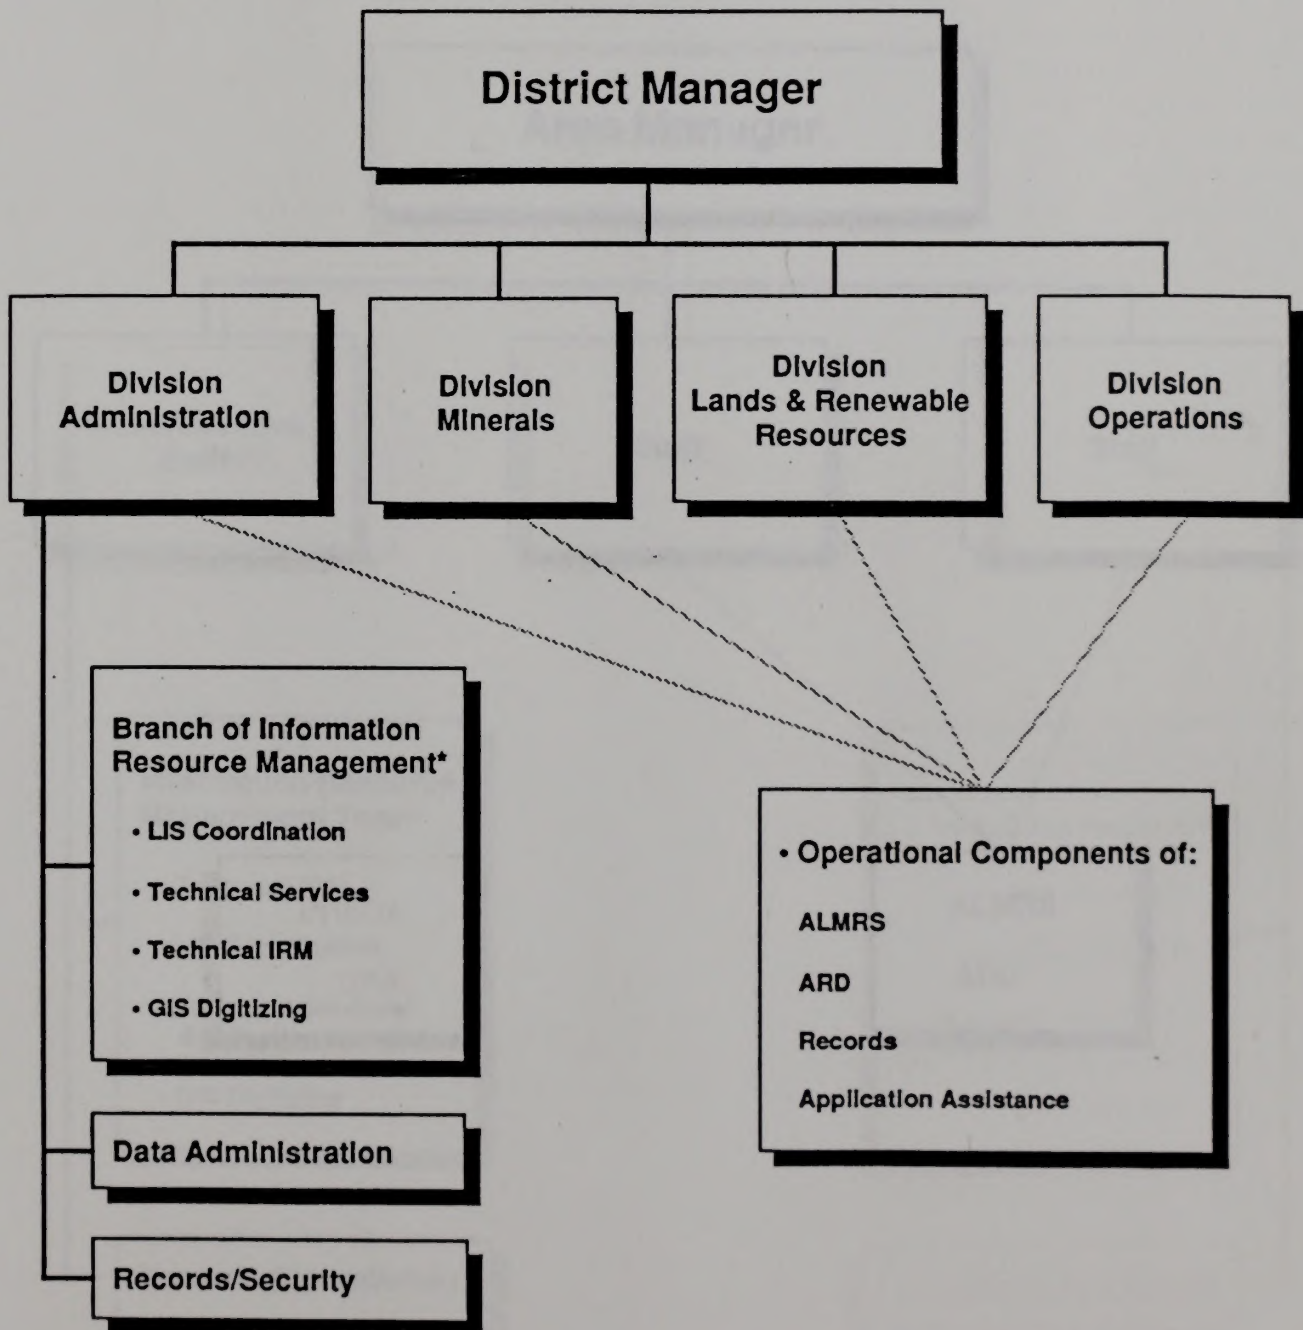 District Manager
Division
Administration
Division
Minerals
Division
Lands & Renewable
Resources
Division
Operations
Branch of Information
Resource Management*
• LIS Coordination
• Technical Services
• Technical IRM
• GIS Digitizing
Data Administration
Records/Security
• Operational Components of:
ALMRS
ARD
Records
Application Assistance